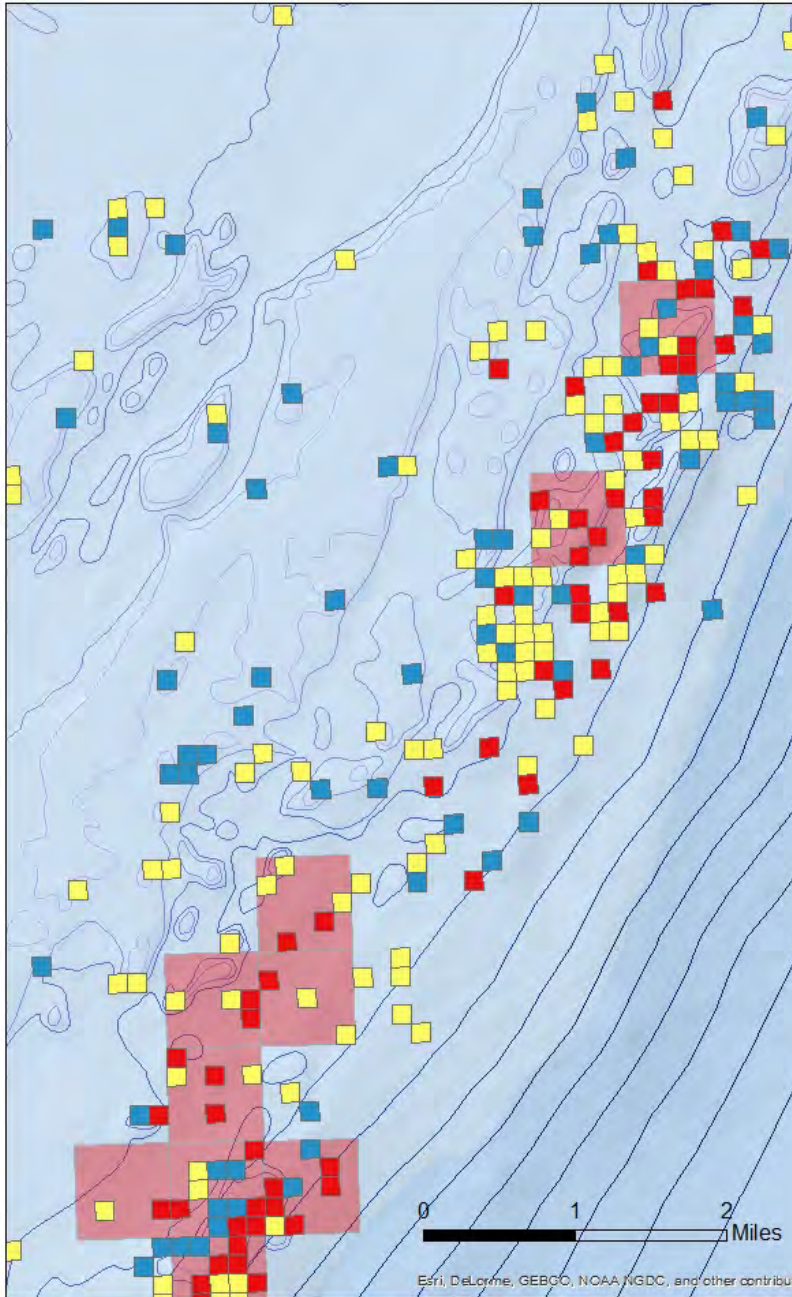 0 1 2
Miles
Esri, DeLorme, GEBCO, NOAA NGDC, and other contribu